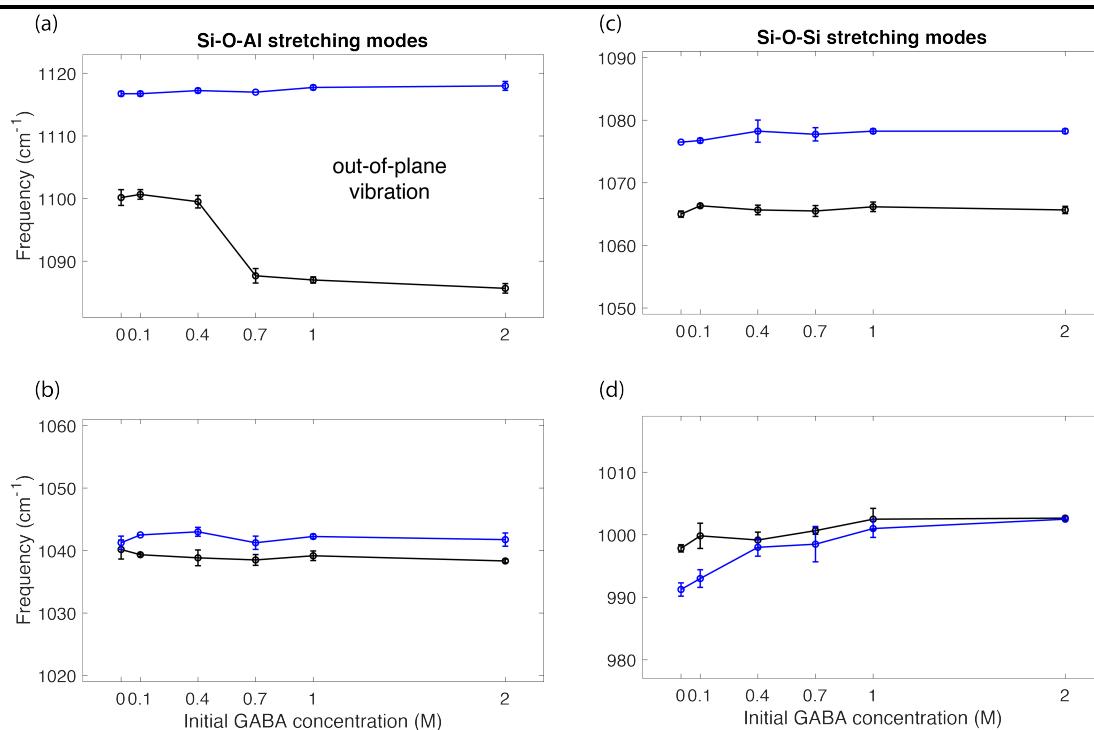 (a)
Si-O-Al stretching modes
1120
1110
1100
1090
Frequency (cm⁻¹)
out-of-plane
vibration
0 0.1 0.4 0.7 1 2
(c)
Si-O-Si stretching modes
1090
1080
1070
1060
1050
0 0.1 0.4 0.7 1 2
(b)
1060
1050
1040
1030
1020
Frequency (cm⁻¹)
0 0.1 0.4 0.7 1 2
Initial GABA concentration (M)
(d)
1010
1000
990
980
0 0.1 0.4 0.7 1 2
Initial GABA concentration (M)